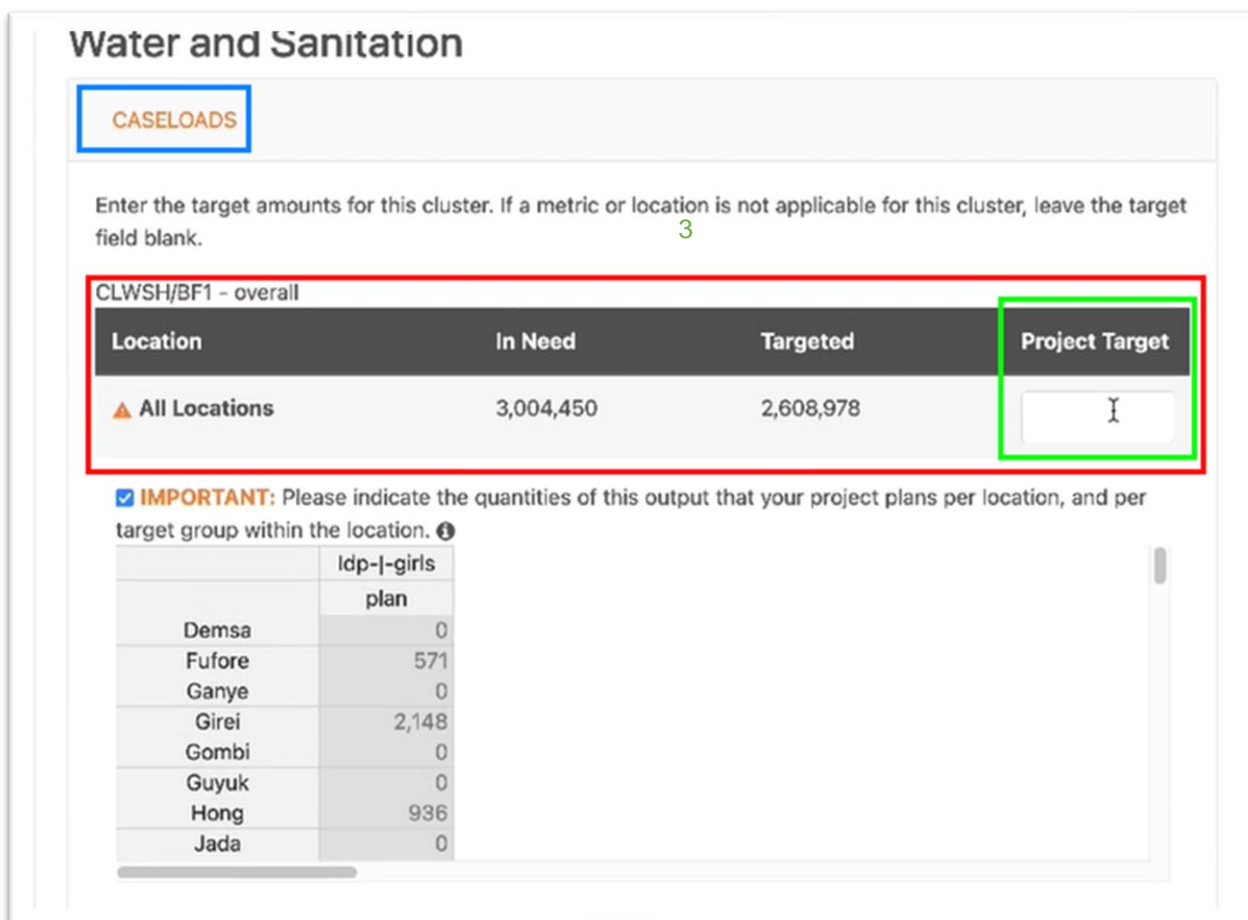 Water and Sanitation
CASELOADS
Enter the target amounts for this cluster. If a metric or location is not applicable for this cluster, leave the target
field blank.
3
CLWSH/BF1 - overall
Location In Need Targeted Project Target
All Locations 3,004,450 2,608,978
IMPORTANT: Please indicate the quantities of this output that your project plans per location, and per
target group within the location.
Idp-|-girls
plan
Demsa 0
Fufore 571
Ganye 0
Girei 2,148
Gombi 0
Guyuk 0
Hong 936
Jada 0